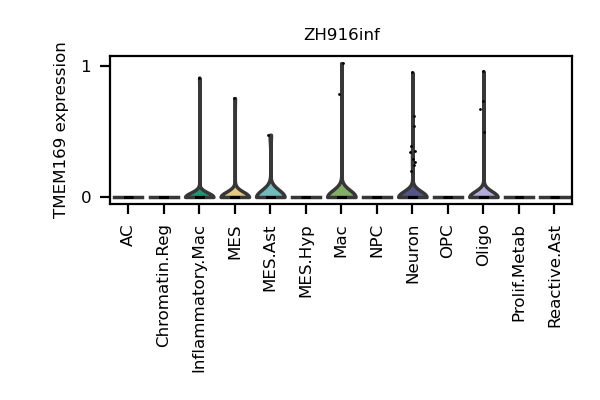 ZH916inf
TMEM169 expression
1
0
AC
Chromatin.Reg
Inflammatory.Mac
MES
MES.Ast
MES.Hyp
Mac
NPC
Neuron
OPC
Oligo
Prolif.Metab
Reactive.Ast